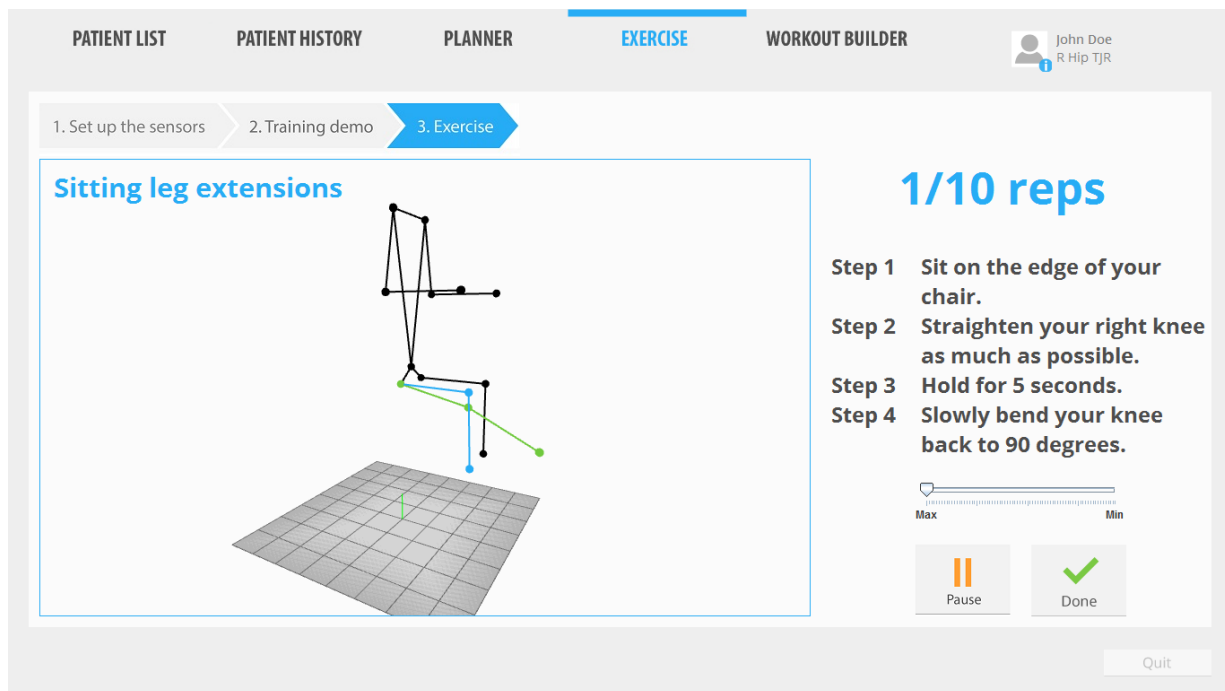 PATIENT LIST PATIENT HISTORY PLANNER EXERCISE WORKOUT BUILDER
John Doe
R Hip TJR
1. Set up the sensors 2. Training demo 3. Exercise
Sitting leg extensions
1/10 reps
Step 1 Sit on the edge of your
chair.
Step 2 Straighten your right knee
as much as possible.
Step 3 Hold for 5 seconds.
Step 4 Slowly bend your knee
back to 90 degrees.
Max Min
Pause Done
Quit